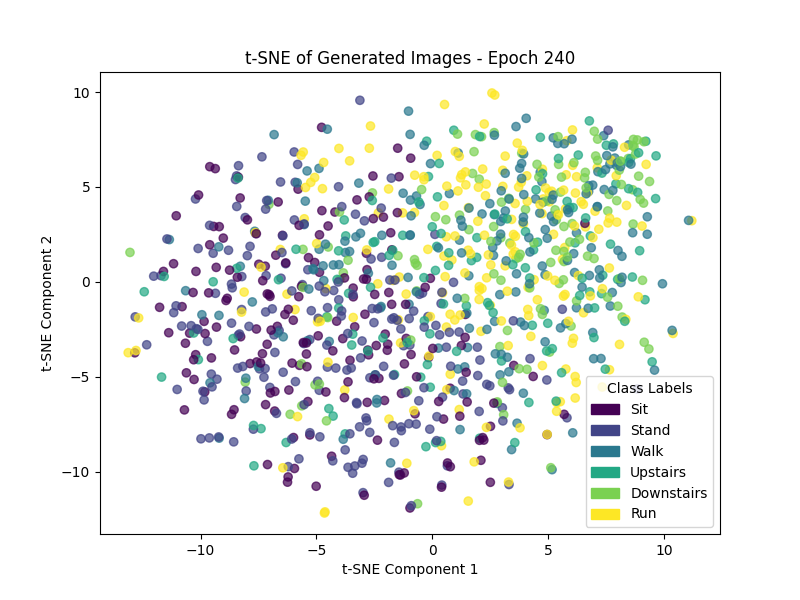 t-SNE of Generated Images - Epoch 240
10
5
0
−5
−10
t-SNE Component 2
Class Labels
Sit
Stand
Walk
Upstairs
Downstairs
Run
−10
−5
0
5
10
t-SNE Component 1